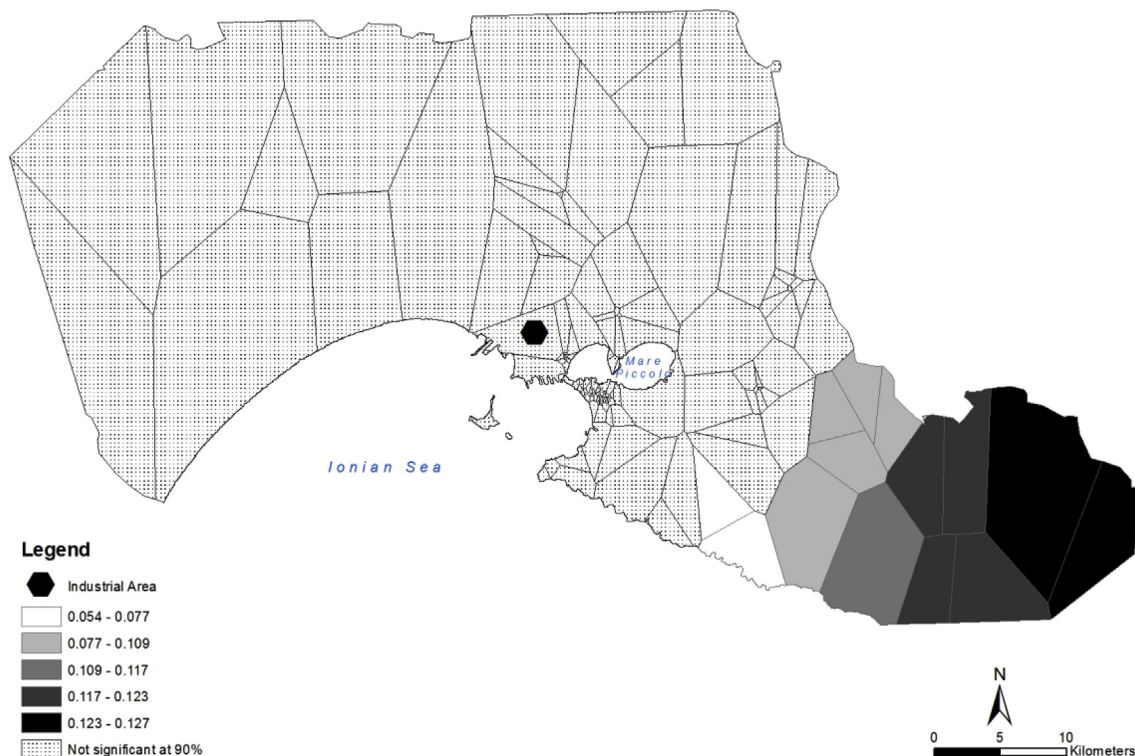 Mare
Piccolo
Ionian Sea
Legend
Industrial Area
0.054 - 0.077
0.077 - 0.109
0.109 - 0.117
0.117 - 0.123
0.123 - 0.127
Not significant at 90%
N
0 5 10
Kilometers